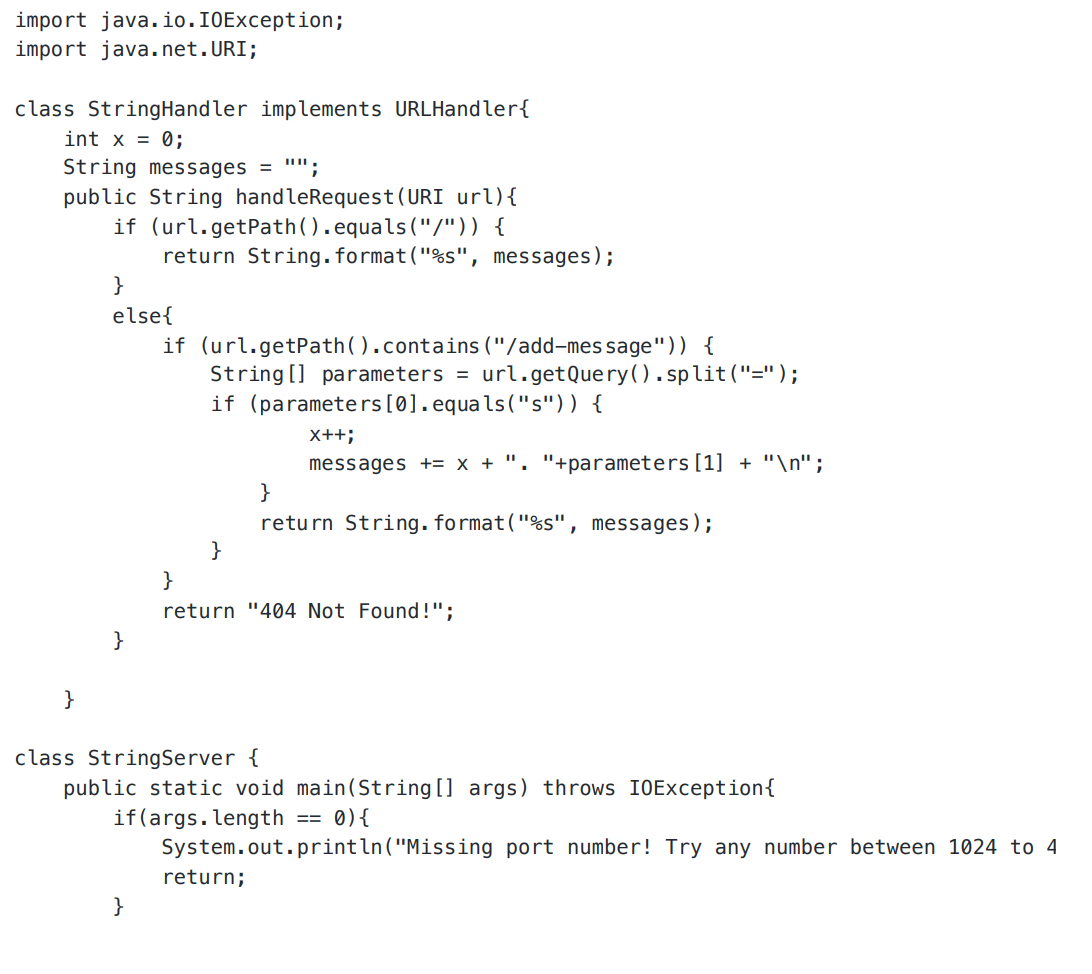 import java.io.IOException;
import java.net.URI;

class StringHandler implements URLHandler{
    int x = 0;
    String messages = "";
    public String handleRequest(URI url){
        if (url.getPath().equals("/")) {
            return String.format("%s", messages);
        }
        else{
            if (url.getPath().contains("/add-message")) {
                String[] parameters = url.getQuery().split("=");
                if (parameters[0].equals("s")) {
                        x++;
                        messages += x + ". "+parameters[1] + "\n";
                    }
                    return String.format("%s", messages);
                }
            }
            return "404 Not Found!";
        }

    }

class StringServer {
    public static void main(String[] args) throws IOException{
        if(args.length == 0){
            System.out.println("Missing port number! Try any number between 1024 to 4
            return;
        }